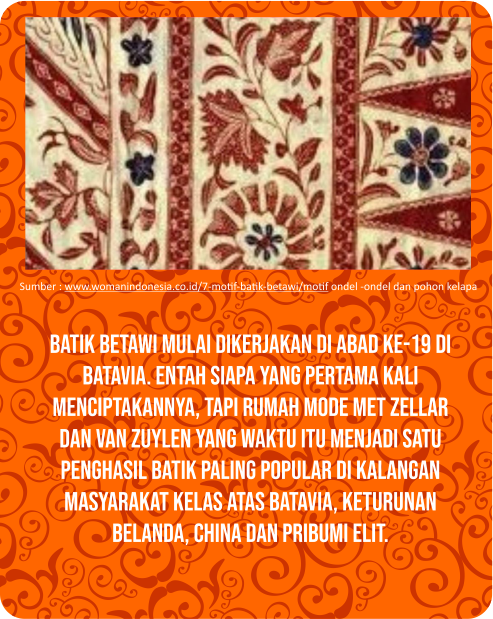 Sumber : www.womanindonesia.co.id/7-motif-batik-betawi/motif ondel -ondel dan pohon kelapa
BATIK BETAWI MULAI DIKERJAKAN DI ABAD KE-19 DI
BATAVIA. ENTAH SIAPA YANG PERTAMA KALI
MENCIPTAKANNYA, TAPI RUMAH MODE MET ZELLAR
DAN VAN ZUYLEN YANG WAKTU ITU MENJADI SATU
PENGHASIL BATIK PALING POPULAR DI KALANGAN
MASYARAKAT KELAS ATAS BATAVIA, KETURUNAN
BELANDA, CHINA DAN PRIBUMI ELIT.